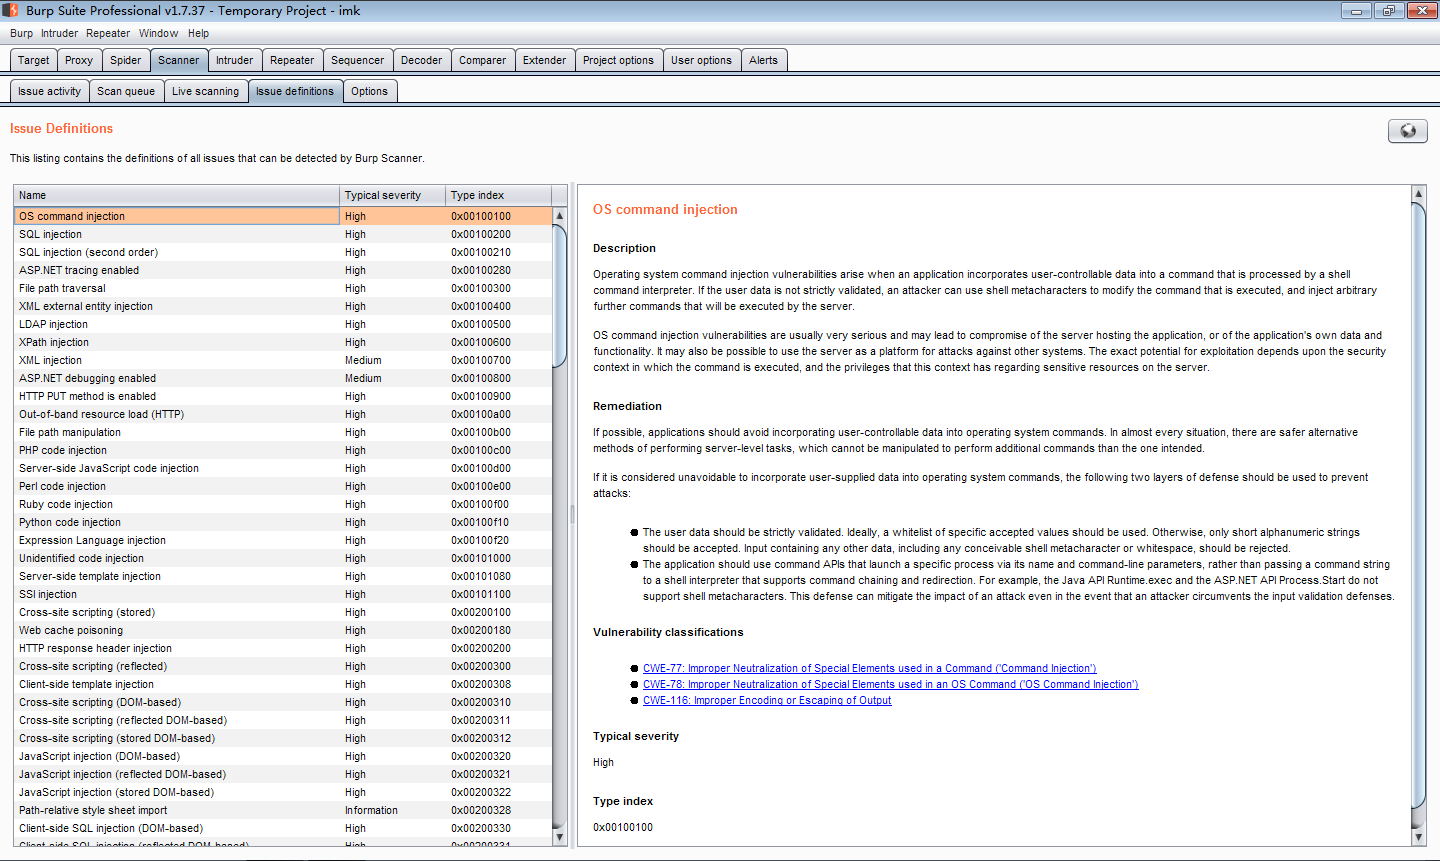 Burp Suite Professional v1.7.37 - Temporary Project - imk
Burp Intruder Repeater Window Help
Target Proxy Spider Scanner Intruder Repeater Sequencer Decoder Comparer Extender Project options User options Alerts
Issue activity Scan queue Live scanning Issue definitions Options
Issue Definitions
This listing contains the definitions of all issues that can be detected by Burp Scanner.
Name Typical severity Type index
OS command injection High 0x00100100
SQL injection High 0x00100200
SQL injection (second order) High 0x00100210
ASP.NET tracing enabled High 0x00100280
File path traversal High 0x00100300
XML external entity injection High 0x00100400
LDAP injection High 0x00100500
XPath injection High 0x00100600
XML injection Medium 0x00100700
ASP.NET debugging enabled Medium 0x00100800
HTTP PUT method is enabled High 0x00100900
Out-of-band resource load (HTTP) High 0x00100a00
File path manipulation High 0x00100b00
PHP code injection High 0x00100c00
Server-side JavaScript code injection High 0x00100d00
Perl code injection High 0x00100e00
Ruby code injection High 0x00100f00
Python code injection High 0x00100f10
Expression Language injection High 0x00100f20
Unidentified code injection High 0x00101000
Server-side template injection High 0x00101080
SSI injection High 0x00101100
Cross-site scripting (stored) High 0x00200100
Web cache poisoning High 0x00200180
HTTP response header injection High 0x00200200
Cross-site scripting (reflected) High 0x00200300
Client-side template injection High 0x00200308
Cross-site scripting (DOM-based) High 0x00200310
Cross-site scripting (reflected DOM-based) High 0x00200311
Cross-site scripting (stored DOM-based) High 0x00200312
JavaScript injection (DOM-based) High 0x00200320
JavaScript injection (reflected DOM-based) High 0x00200321
JavaScript injection (stored DOM-based) High 0x00200322
Path-relative style sheet import Information 0x00200328
Client-side SQL injection (DOM-based) High 0x00200330
Client-side SQL injection (reflected DOM-based) High 0x00200331
OS command injection
Description
Operating system command injection vulnerabilities arise when an application incorporates user-controllable data into a command that is processed by a shell
command interpreter. If the user data is not strictly validated, an attacker can use shell metacharacters to modify the command that is executed, and inject arbitrary
further commands that will be executed by the server.
OS command injection vulnerabilities are usually very serious and may lead to compromise of the server hosting the application, or of the application's own data and
functionality. It may also be possible to use the server as a platform for attacks against other systems. The exact potential for exploitation depends upon the security
context in which the command is executed, and the privileges that this context has regarding sensitive resources on the server.
Remediation
If possible, applications should avoid incorporating user-controllable data into operating system commands. In almost every situation, there are safer alternative
methods of performing server-level tasks, which cannot be manipulated to perform additional commands than the one intended.
If it is considered unavoidable to incorporate user-supplied data into operating system commands, the following two layers of defense should be used to prevent
attacks:
● The user data should be strictly validated. Ideally, a whitelist of specific accepted values should be used. Otherwise, only short alphanumeric strings
should be accepted. Input containing any other data, including any conceivable shell metacharacter or whitespace, should be rejected.
● The application should use command APIs that launch a specific process via its name and command-line parameters, rather than passing a command string
to a shell interpreter that supports command chaining and redirection. For example, the Java API Runtime.exec and the ASP.NET API Process.Start do not
support shell metacharacters. This defense can mitigate the impact of an attack even in the event that an attacker circumvents the input validation defenses.
Vulnerability classifications
● CWE-77: Improper Neutralization of Special Elements used in a Command ('Command Injection')
● CWE-78: Improper Neutralization of Special Elements used in an OS Command ('OS Command Injection')
● CWE-116: Improper Encoding or Escaping of Output
Typical severity
High
Type index
0x00100100